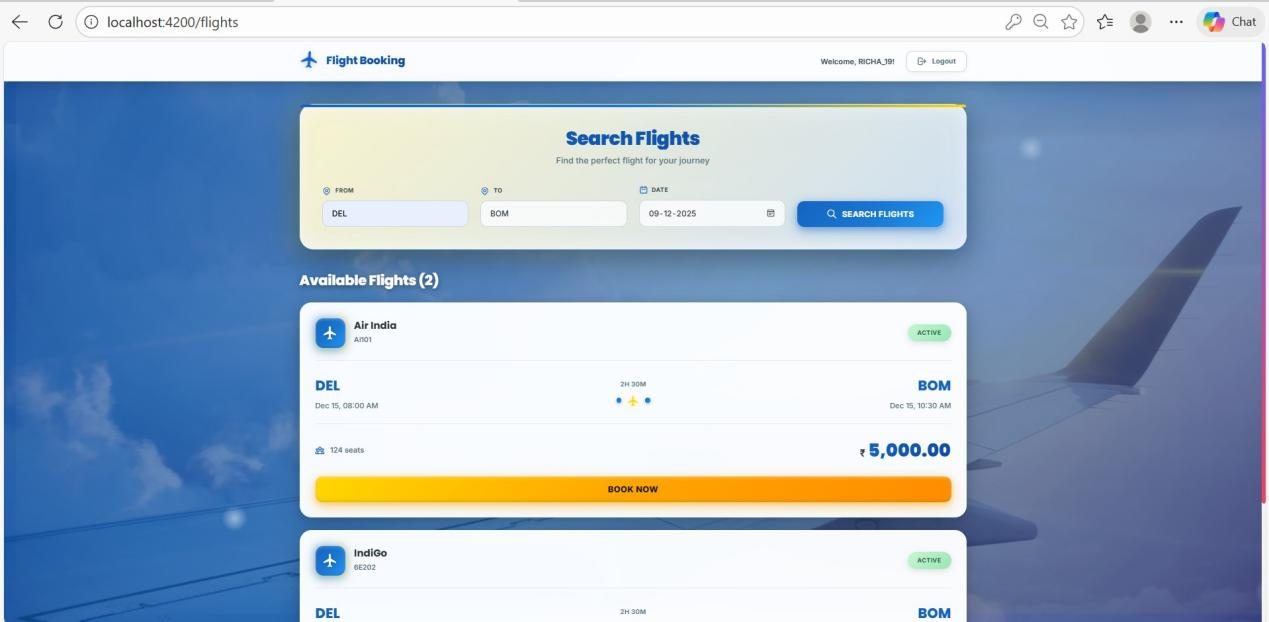 localhost:4200/flights
Chat
Flight Booking
Welcome, RICHA_19!
Logout
Search Flights
Find the perfect flight for your journey
FROM
TO
DATE
DEL
BOM
09-12-2025
SEARCH FLIGHTS
Available Flights (2)
Air India
AI101
ACTIVE
DEL
2H 30M
BOM
Dec 15, 08:00 AM
Dec 15, 10:30 AM
124 seats
₹ 5,000.00
BOOK NOW
IndiGo
6E202
ACTIVE
DEL
2H 30M
BOM